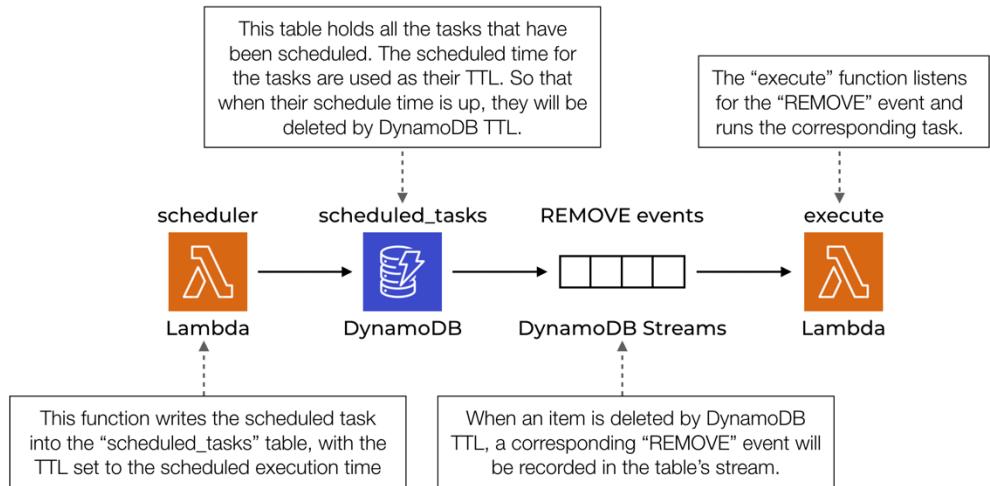 This table holds all the tasks that have
been scheduled. The scheduled time for
the tasks are used as their TTL. So that
when their schedule time is up, they will be
deleted by DynamoDB TTL.
The “execute” function listens
for the “REMOVE” event and
runs the corresponding task.
scheduler
scheduled_tasks
REMOVE events
execute
Lambda
DynamoDB
DynamoDB Streams
Lambda
This function writes the scheduled task
into the “scheduled_tasks” table, with the
TTL set to the scheduled execution time
When an item is deleted by DynamoDB
TTL, a corresponding “REMOVE” event will
be recorded in the table’s stream.